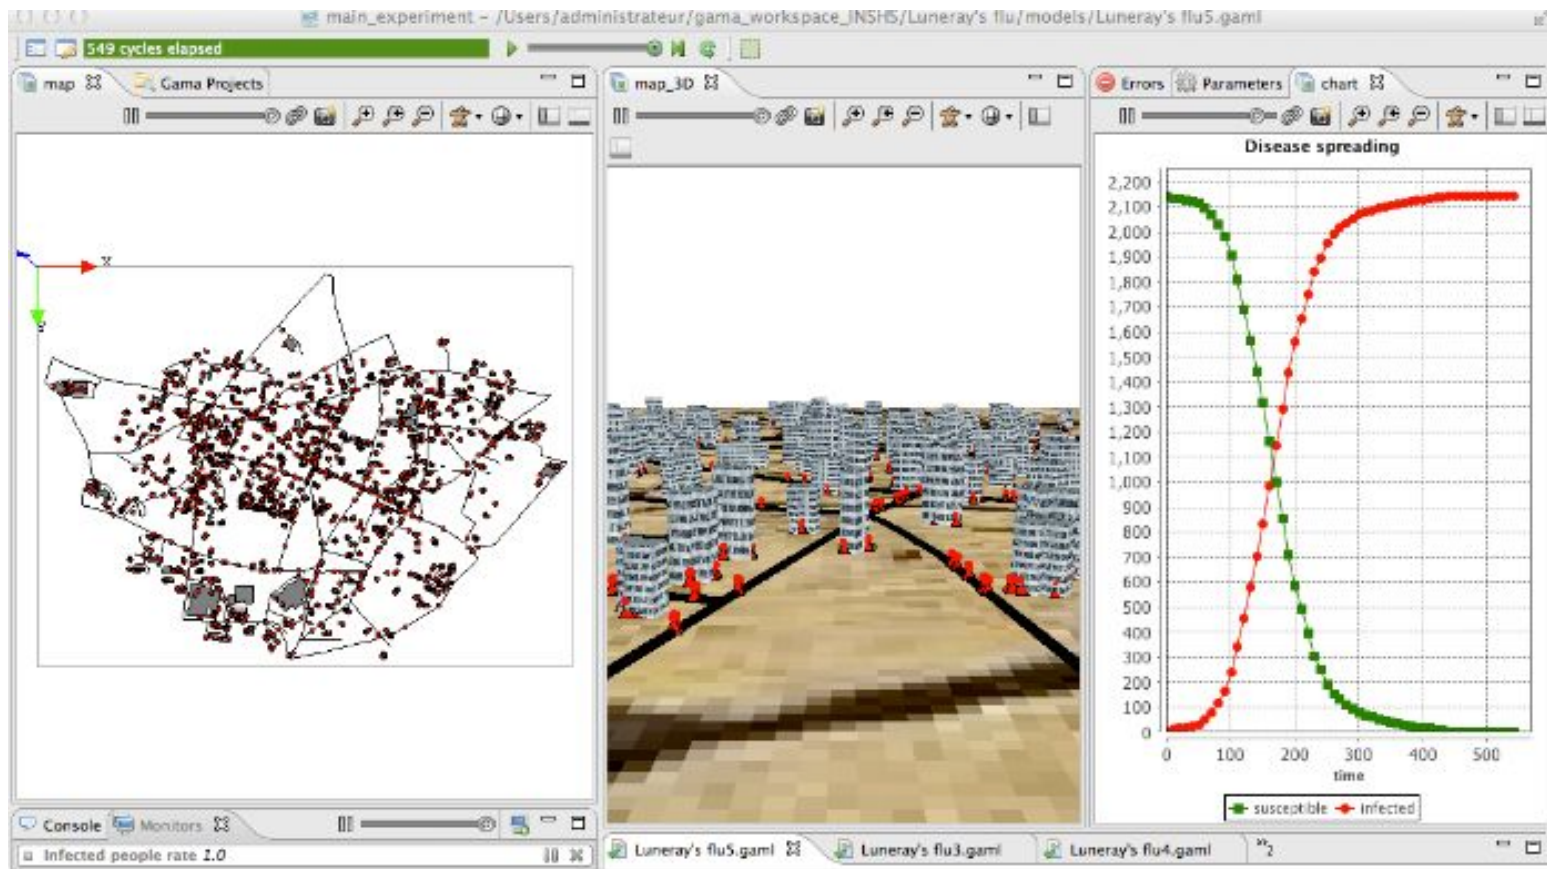 main_experiment – /Users/administrateur/gama_workspace_INSHS/Luneray's flu/models/Luneray's flu5.gaml
549 cycles elapsed
map
Gama Projects
map_3D
Errors
Parameters
chart
X
Disease spreading
2,200
2,100
2,000
1,900
1,800
1,700
1,600
1,500
1,400
1,300
1,200
1,100
1,000
900
800
700
600
500
400
300
200
100
0
0 100 200 300 400 500
time
susceptible infected
Console
Monitors
Infected people rate 1.0
Luneray's flu5.gaml
Luneray's flu3.gaml
Luneray's flu4.gaml
»2